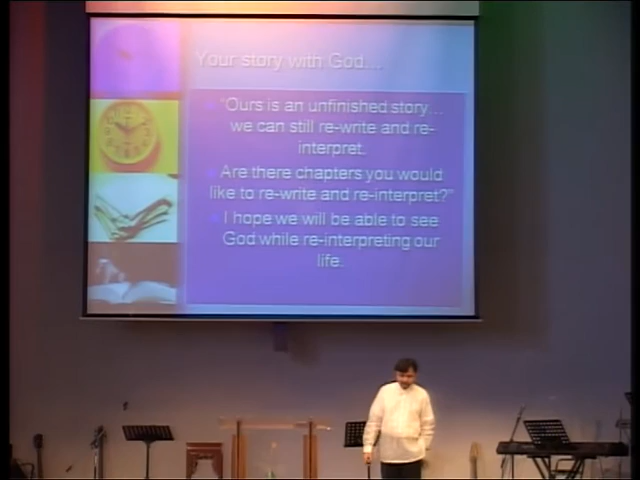 Your story with God...
"Ours is an unfinished story...
we can still re-write and re-
interpret.
Are there chapters you would
like to re-write and re-interpret?"
I hope we will be able to see
God while re-interpreting our
life.